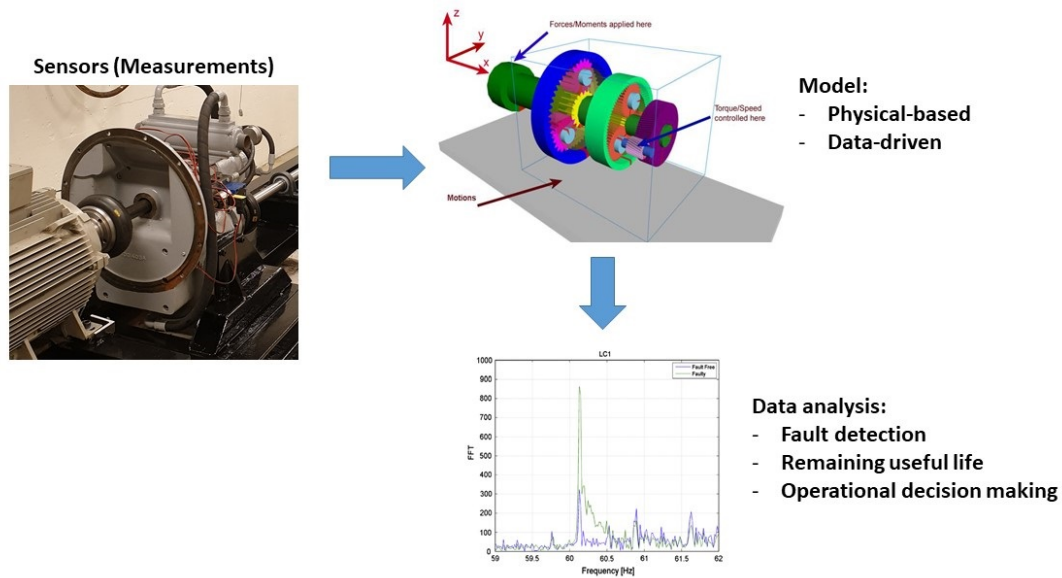 Sensors (Measurements)
z
y
x
Forces/Moments applied here
Torque/Speed
controlled here
Motions
Model:
- Physical-based
- Data-driven
LC1
Fault Free
Faulty
1000
900
800
700
600
500
400
300
200
100
0
FFT
59
59.5
60
60.5
61
61.5
62
Frequency [Hz]
Data analysis:
- Fault detection
- Remaining useful life
- Operational decision making